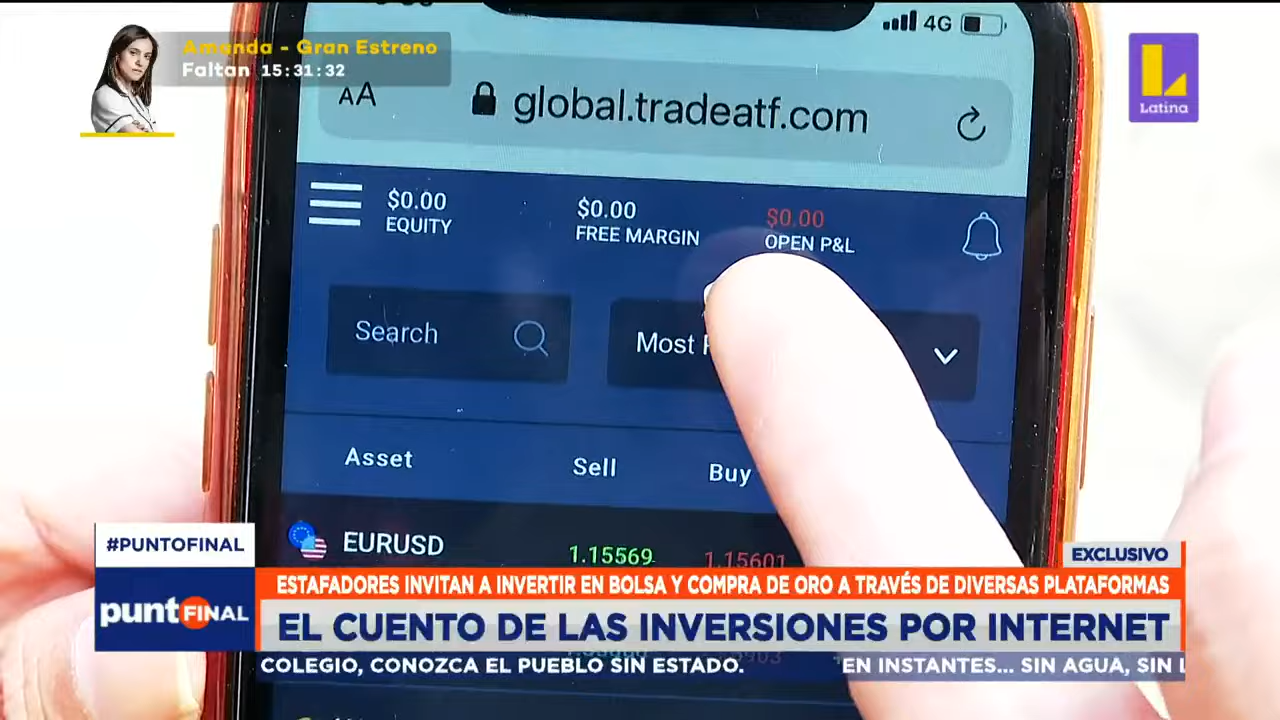 Amanda - Gran Estreno
Faltan 15:31:32
4G
Latina
AA global.tradeatf.com
$0.00 $0.00 $0.00
EQUITY FREE MARGIN OPEN P&L
Search Most
Asset Sell Buy
EURUSD 1.15569 1.15601
#PUNTOFINAL
EXCLUSIVO
ESTAFADORES INVITAN A INVERTIR EN BOLSA Y COMPRA DE ORO A TRAVÉS DE DIVERSAS PLATAFORMAS
puntFINAL
EL CUENTO DE LAS INVERSIONES POR INTERNET
COLEGIO, CONOZCA EL PUEBLO SIN ESTADO. EN INSTANTES... SIN AGUA, SIN